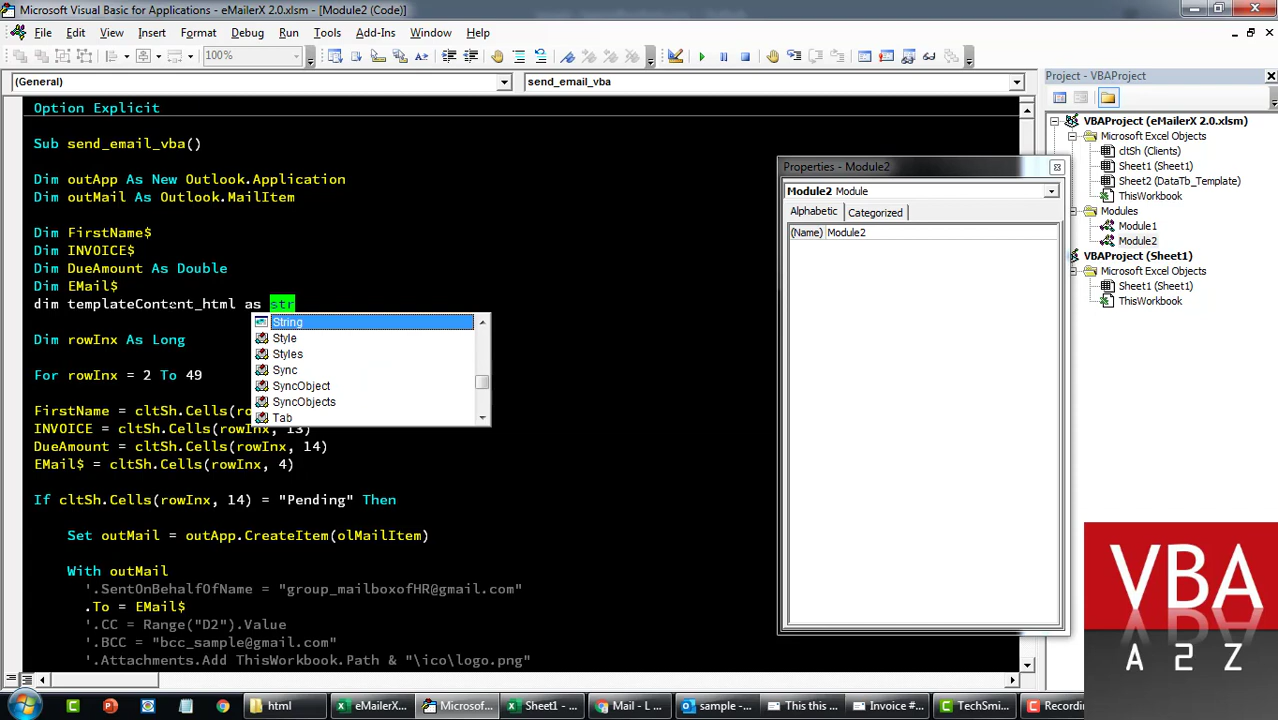 Microsoft Visual Basic for Applications - eMailerX 2.0.xlsm - [Module2 (Code)]
File Edit View Insert Format Debug Run Tools Add-Ins Window Help
100%
(General) send_email_vba
Project - VBAProject
Option Explicit
Sub send_email_vba()
Dim outApp As New Outlook.Application
Dim outMail As Outlook.MailItem
Dim FirstName$
Dim INVOICE$
Dim DueAmount As Double
Dim EMail$
dim templateContent_html as str
String
Style
Styles
Sync
SyncObject
SyncObjects
Tab
Dim rowInx As Long
For rowInx = 2 To 49
FirstName = cltSh.Cells(ro
INVOICE = cltSh.Cells(rowInx, 13)
DueAmount = cltSh.Cells(rowInx, 14)
EMail$ = cltSh.Cells(rowInx, 4)
If cltSh.Cells(rowInx, 14) = "Pending" Then
Set outMail = outApp.CreateItem(olMailItem)
With outMail
'.SentOnBehalfOfName = "group_mailboxofHR@gmail.com"
.To = EMail$
'.CC = Range("D2").Value
'.BCC = "bcc_sample@gmail.com"
'.Attachments.Add ThisWorkbook.Path & "\ico\logo.png"
Properties - Module2
Module2 Module
Alphabetic Categorized
(Name) Module2
VBAProject (eMailerX 2.0.xlsm)
Microsoft Excel Objects
cltSh (Clients)
Sheet1 (Sheet1)
Sheet2 (DataTb_Template)
ThisWorkbook
Modules
Module1
Module2
VBAProject (Sheet1)
Microsoft Excel Objects
Sheet1 (Sheet1)
ThisWorkbook
VBA
A 2 Z
html eMailerX... Microsof... Sheet1 - ... Mail - L ... sample - ... This this ... Invoice #... TechSmi... Recordi